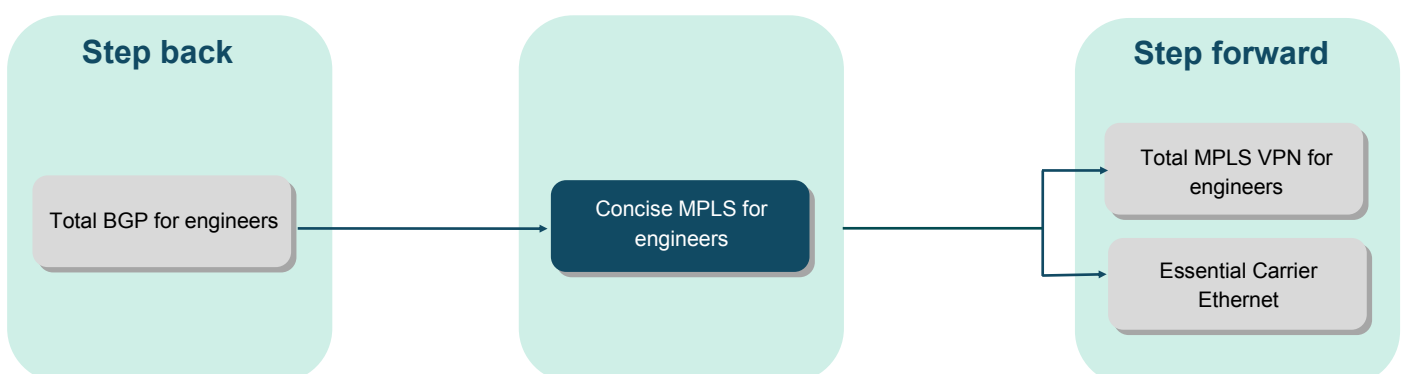 Step back
Total BGP for engineers
Concise MPLS for
engineers
Step forward
Total MPLS VPN for
engineers
Essential Carrier
Ethernet